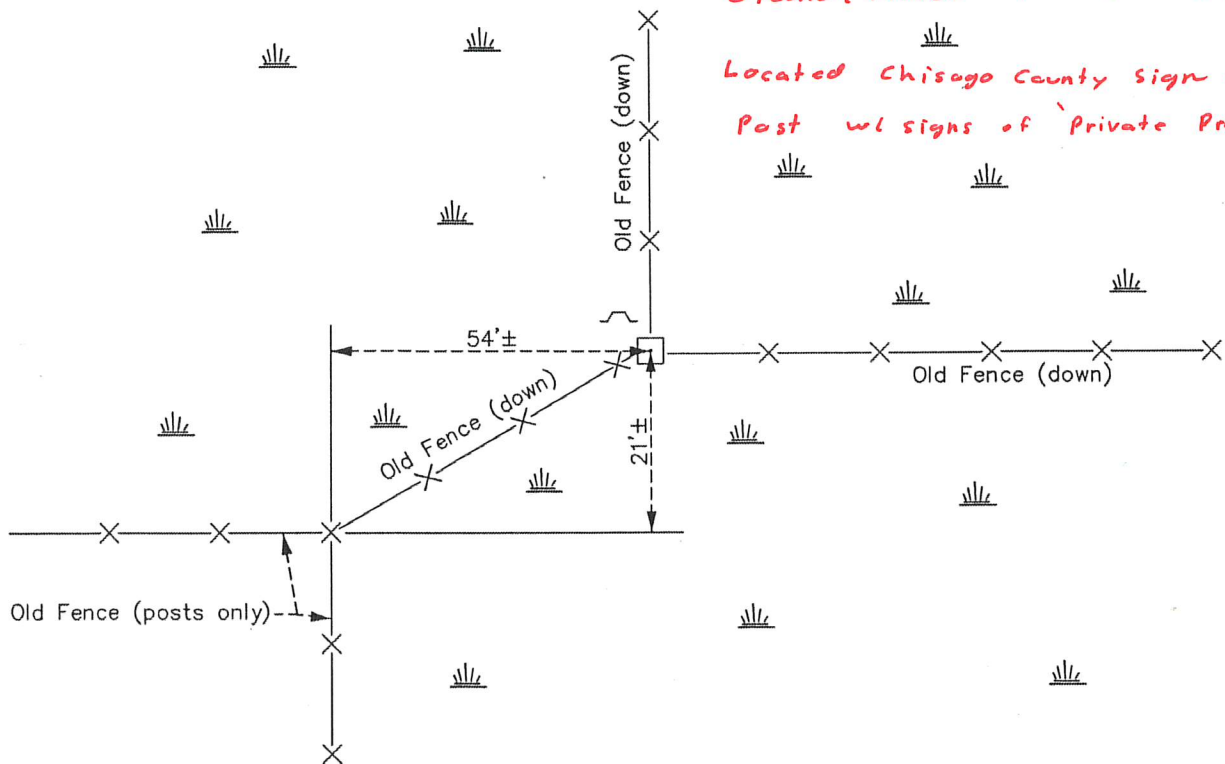 Located Chisago County Sign
Post w/ signs of 'Private
Old Fence (down)
54'±
Old Fence (down)
Old Fence (down)
21'±
Old Fence (posts only)